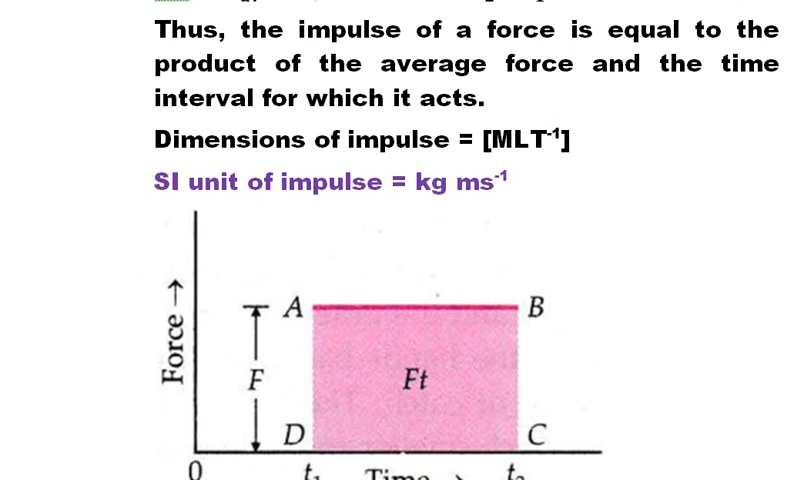 Thus, the impulse of a force is equal to the
product of the average force and the time
interval for which it acts.
Dimensions of impulse = [MLT⁻¹]
SI unit of impulse = kg ms⁻¹
Force →
A
B
F
Ft
D
C
0
t₁
Time →
t₂